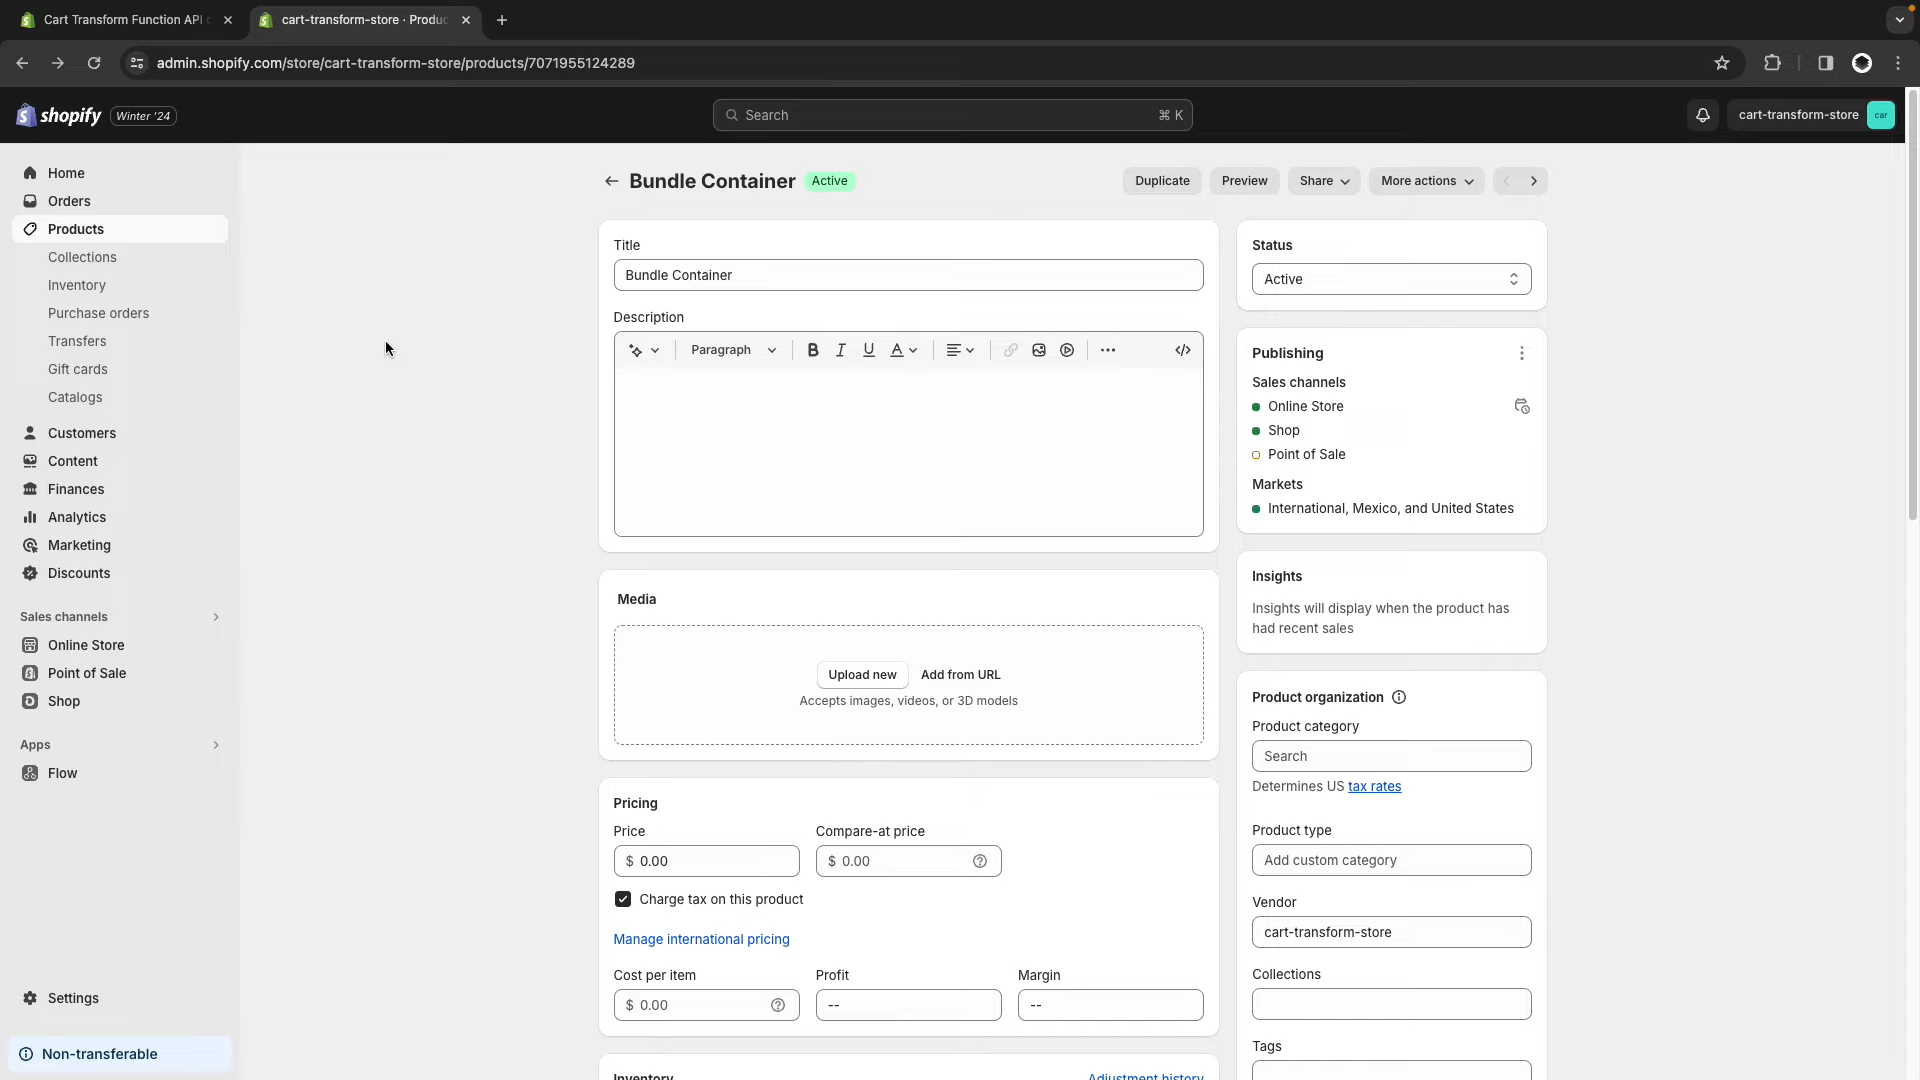 Cart Transform Function API
cart-transform-store · Produc
admin.shopify.com/store/cart-transform-store/products/7071955124289
shopify
Winter '24
Search
⌘ K
cart-transform-store
car
Home
Orders
Products
Collections
Inventory
Purchase orders
Transfers
Gift cards
Catalogs
Customers
Content
Finances
Analytics
Marketing
Discounts
Sales channels
Online Store
Point of Sale
Shop
Apps
Flow
Settings
Non-transferable
Bundle Container
Active
Duplicate
Preview
Share
More actions
Title
Bundle Container
Description
Paragraph
Media
Upload new
Add from URL
Accepts images, videos, or 3D models
Pricing
Price
Compare-at price
$ 0.00
$ 0.00
Charge tax on this product
Manage international pricing
Cost per item
Profit
Margin
$ 0.00
--
--
Inventory
Adjustment history
Status
Active
Publishing
Sales channels
Online Store
Shop
Point of Sale
Markets
International, Mexico, and United States
Insights
Insights will display when the product has
had recent sales
Product organization
Product category
Search
Determines US tax rates
Product type
Add custom category
Vendor
cart-transform-store
Collections
Tags